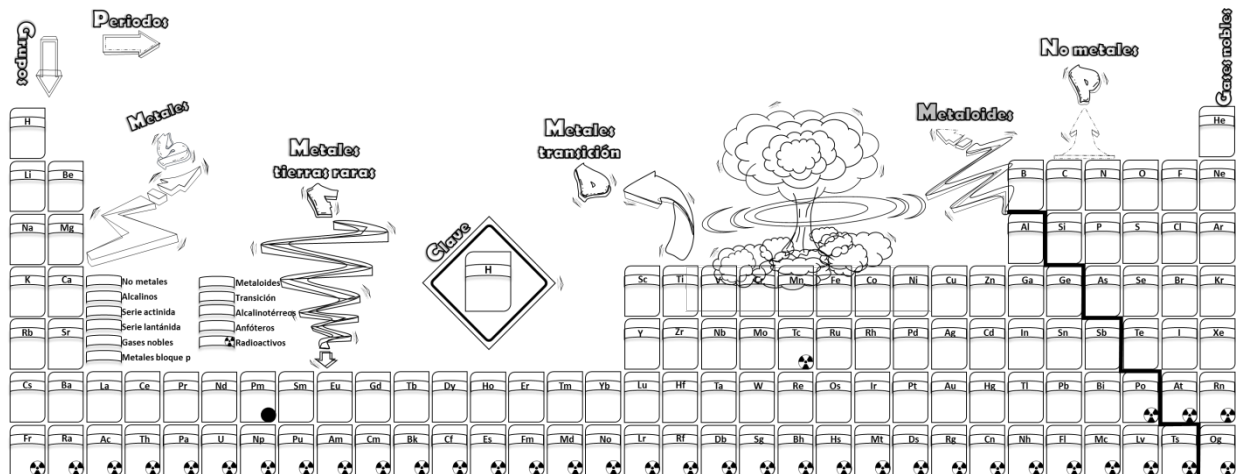 Grupos
Periodos
Metales
Metales
tierras raras
Metales
transición
Metaloides
No metales
Gases nobles
Clave
H
No metales
Alcalinos
Serie actinida
Serie lantánida
Gases nobles
Metales bloque p
Metaloides
Transición
Alcalinotérreos
Anfóteros
Radioactivos
H He
Li Be B C N O F Ne
Na Mg Al Si P S Cl Ar
K Ca Sc Ti V Cr Mn Fe Co Ni Cu Zn Ga Ge As Se Br Kr
Rb Sr Y Zr Nb Mo Tc Ru Rh Pd Ag Cd In Sn Sb Te I Xe
Cs Ba La Ce Pr Nd Pm Sm Eu Gd Tb Dy Ho Er Tm Yb Lu Hf Ta W Re Os Ir Pt Au Hg Tl Pb Bi Po At Rn
Fr Ra Ac Th Pa U Np Pu Am Cm Bk Cf Es Fm Md No Lr Rf Db Sg Bh Hs Mt Ds Rg Cn Nh Fl Mc Lv Ts Og